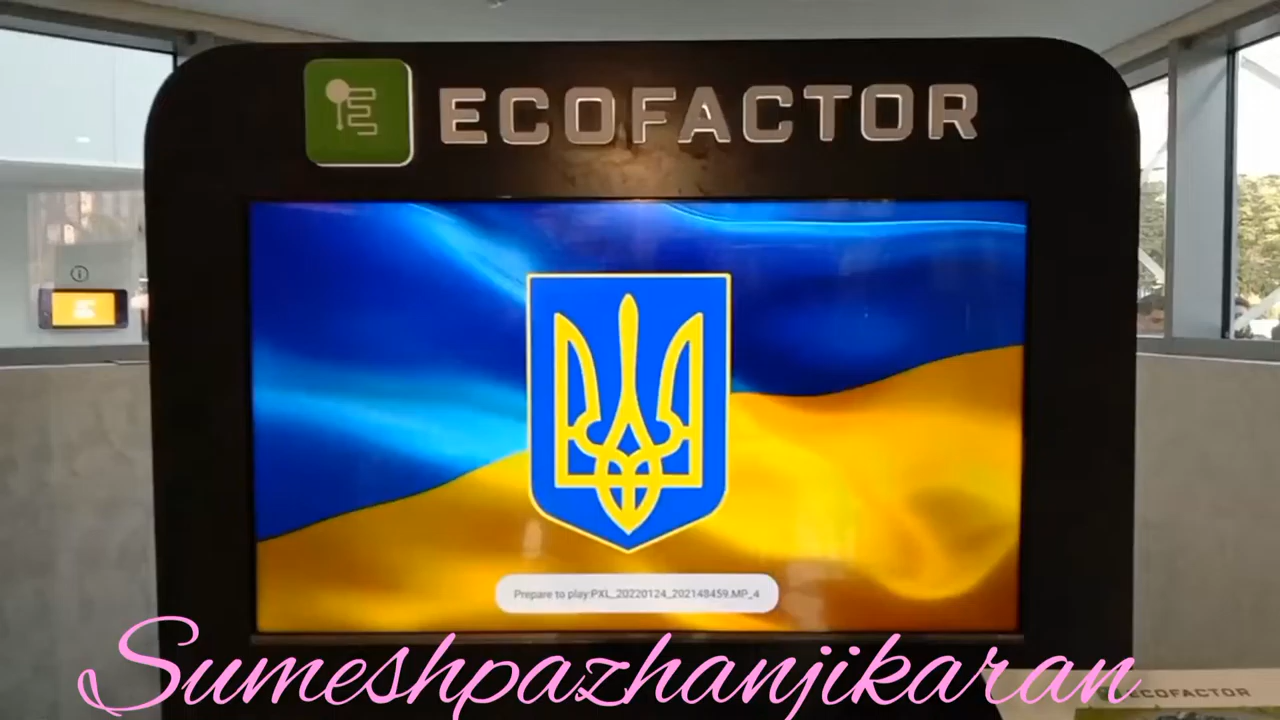 ECOFACTOR
Prepare to play:PXL_20220124_202148459.MP_4
Sumeshpazhanjikaran
ECOFACTOR